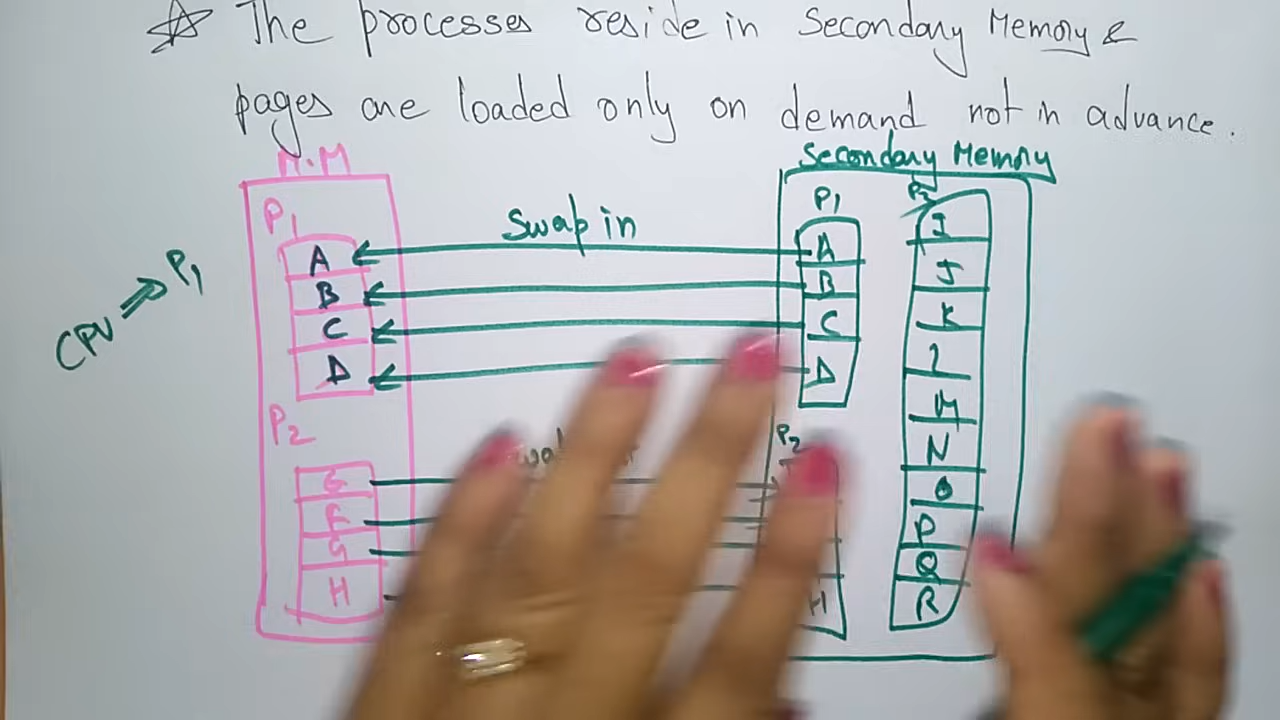 The processes reside in Secondary Memory &
pages are loaded only on demand not in advance.
M.M
Secondary Memory
P1
P1
P3
CPU ⇒ P1
Swap in
A
B
C
D
A
B
C
D
P2
P2
F
G
H
H
I
J
K
L
M
N
O
P
Q
R